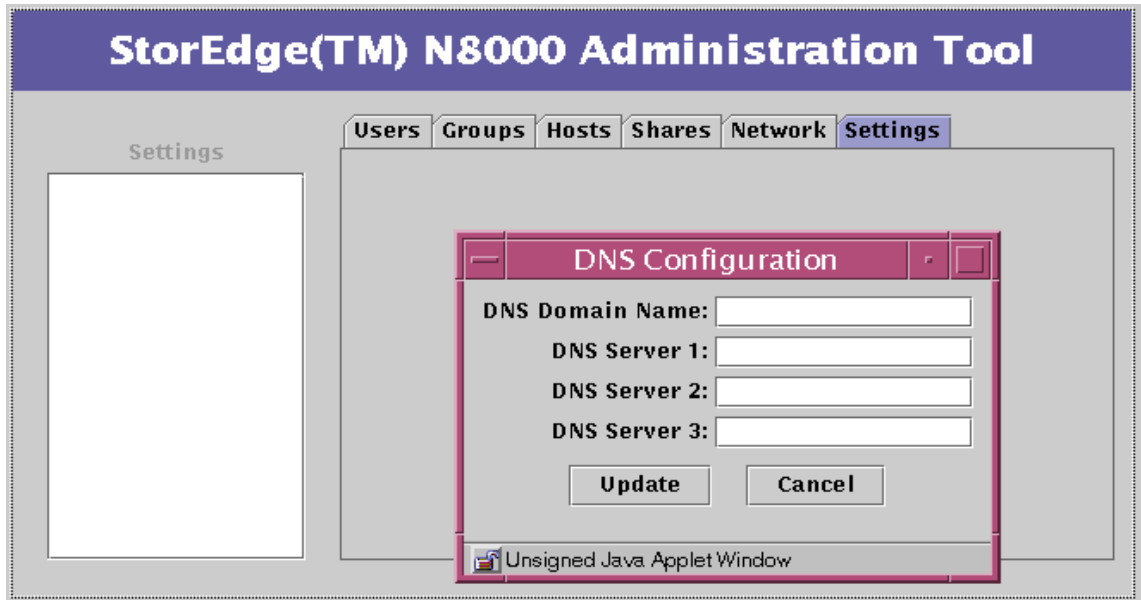 StorEdge(TM) N8000 Administration Tool
Settings
Users Groups Hosts Shares Network Settings
DNS Configuration
DNS Domain Name:
DNS Server 1:
DNS Server 2:
DNS Server 3:
Update Cancel
Unsigned Java Applet Window